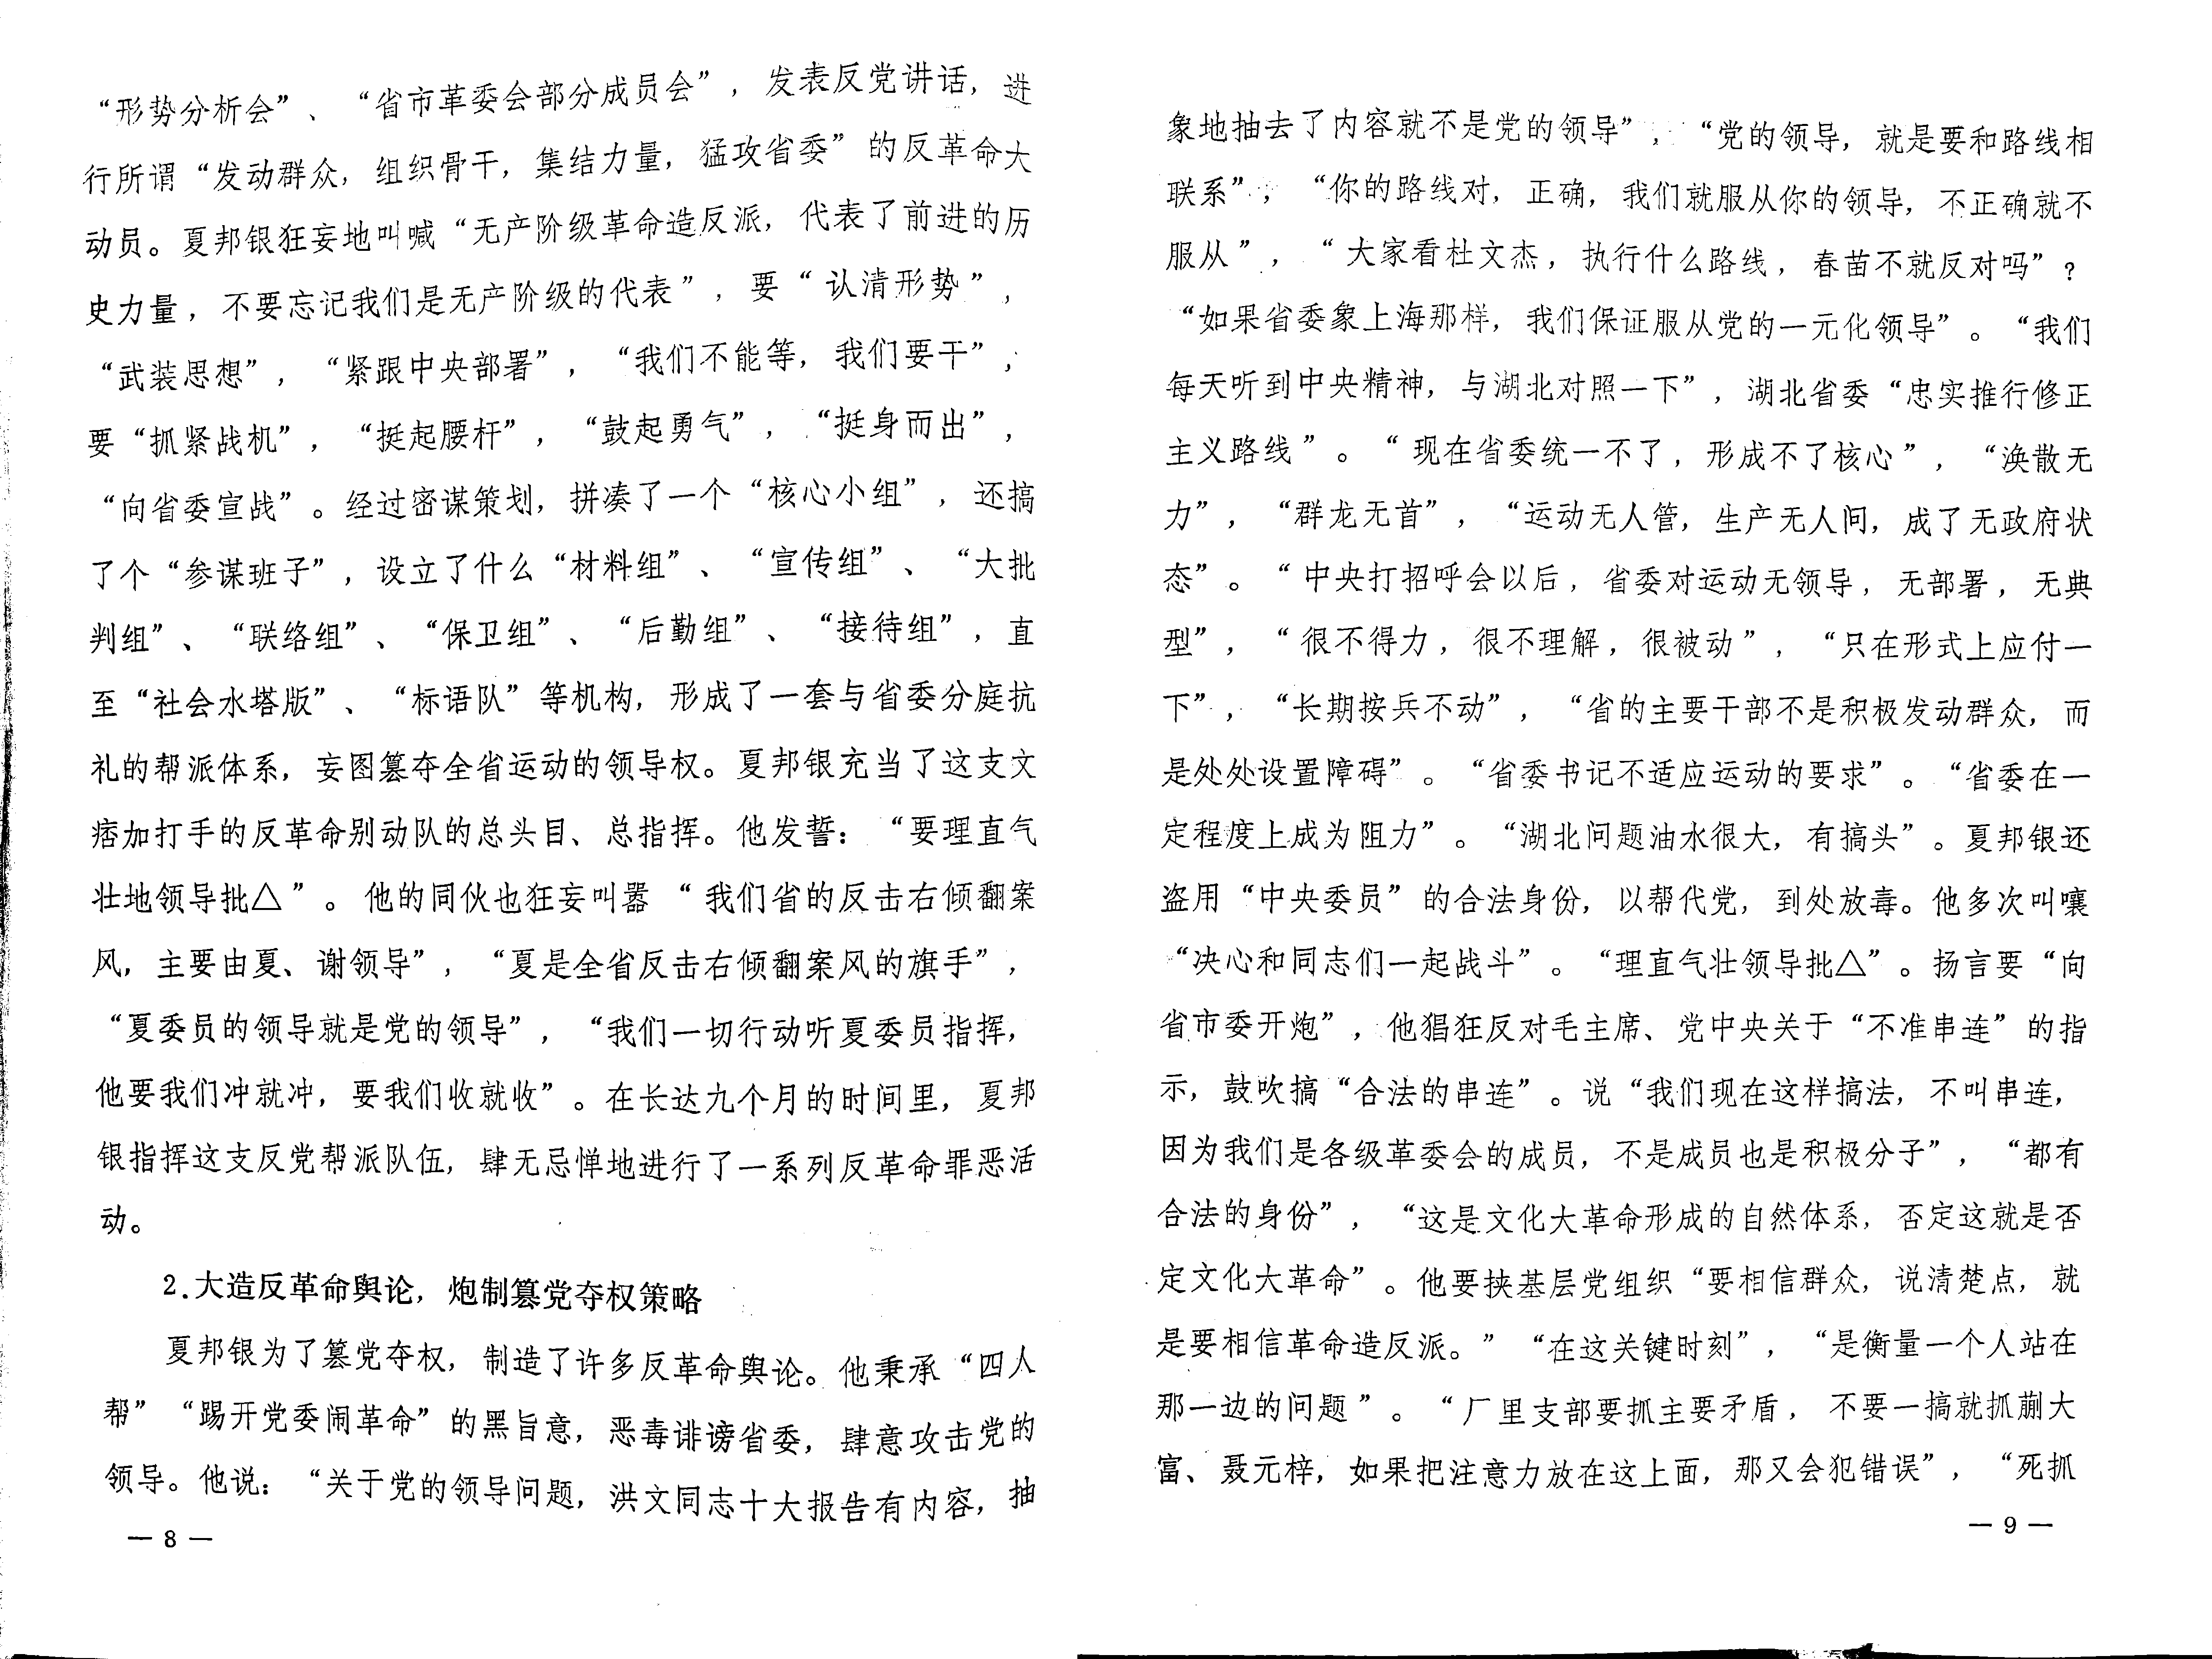 “形势分析会”、“省市革委会部分成员会”，发表反党讲话，进
行所谓“发动群众，组织骨干，集结力量，猛攻省委”的反革命大
动员。夏邦银狂妄地叫喊“无产阶级革命造反派，代表了前进的历
史力量，不要忘记我们是无产阶级的代表”，要“认清形势”，
“武装思想”，“紧跟中央部署”，“我们不能等，我们要干”，
要“抓紧战机”，“挺起腰杆”，“鼓起勇气”，“挺身而出”，
“向省委宣战”。经过密谋策划，拼凑了一个“核心小组”，还搞
了个“参谋班子”，设立了什么“材料组”、“宣传组”、“大批
判组”、“联络组”、“保卫组”、“后勤组”、“接待组”，直
至“社会水塔版”、“标语队”等机构，形成了一套与省委分庭抗
礼的帮派体系，妄图篡夺全省运动的领导权。夏邦银充当了这支文
痞加打手的反革命别动队的总头目、总指挥。他发誓：“要理直气
壮地领导批△”。他的同伙也狂妄叫嚣“我们省的反击右倾翻案
风，主要由夏、谢领导”，“夏是全省反击右倾翻案风的旗手”，
“夏委员的领导就是党的领导”，“我们一切行动听夏委员指挥，
他要我们冲就冲，要我们收就收”。在长达九个月的时间里，夏邦
银指挥这支反党帮派队伍，肆无忌惮地进行了一系列反革命罪恶活
动。
2.大造反革命舆论，炮制篡党夺权策略
夏邦银为了篡党夺权，制造了许多反革命舆论。他秉承“四人
帮”“踢开党委闹革命”的黑旨意，恶毒诽谤省委，肆意攻击党的
领导。他说：“关于党的领导问题，洪文同志十大报告有内容，抽
— 8 —
象地抽去了内容就不是党的领导”，“党的领导，就是要和路线相
联系”，“你的路线对，正确，我们就服从你的领导，不正确就不
服从”，“大家看杜文杰，执行什么路线，春苗不就反对吗”？
“如果省委象上海那样，我们保证服从党的一元化领导”。“我们
每天听到中央精神，与湖北对照一下”，湖北省委“忠实推行修正
主义路线”。“现在省委统一不了，形成不了核心”，“涣散无
力”，“群龙无首”，“运动无人管，生产无人问，成了无政府状
态”。“中央打招呼会以后，省委对运动无领导，无部署，无典
型”，“很不得力，很不理解，很被动”，“只在形式上应付一
下”，“长期按兵不动”，“省的主要干部不是积极发动群众，而
是处处设置障碍”。“省委书记不适应运动的要求”。“省委在一
定程度上成为阻力”。“湖北问题油水很大，有搞头”。夏邦银还
盗用“中央委员”的合法身份，以帮代党，到处放毒。他多次叫嚷
“决心和同志们一起战斗”。“理直气壮领导批△”。扬言要“向
省市委开炮”，他猖狂反对毛主席、党中央关于“不准串连”的指
示，鼓吹搞“合法的串连”。说“我们现在这样搞法，不叫串连，
因为我们是各级革委会的成员，不是成员也是积极分子”，“都有
合法的身份”，“这是文化大革命形成的自然体系，否定这就是否
定文化大革命”。他要挟基层党组织“要相信群众，说清楚点，就
是要相信革命造反派。”“在这关键时刻”，“是衡量一个人站在
那一边的问题”。“厂里支部要抓主要矛盾，不要一搞就抓蒯大
富、聂元梓，如果把注意力放在这上面，那又会犯错误”，“死抓
— 9 —